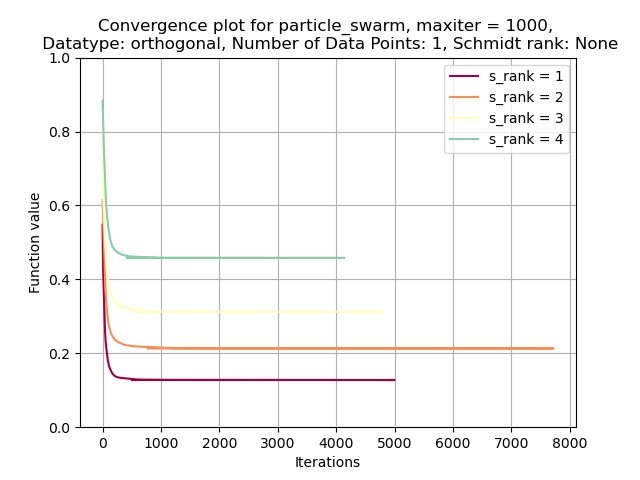 Convergence plot for particle_swarm, maxiter = 1000,
Datatype: orthogonal, Number of Data Points: 1, Schmidt rank: None
1.0
0.8
0.6
0.4
0.2
0.0
Function value
s_rank = 1
s_rank = 2
s_rank = 3
s_rank = 4
0 1000 2000 3000 4000 5000 6000 7000 8000
Iterations